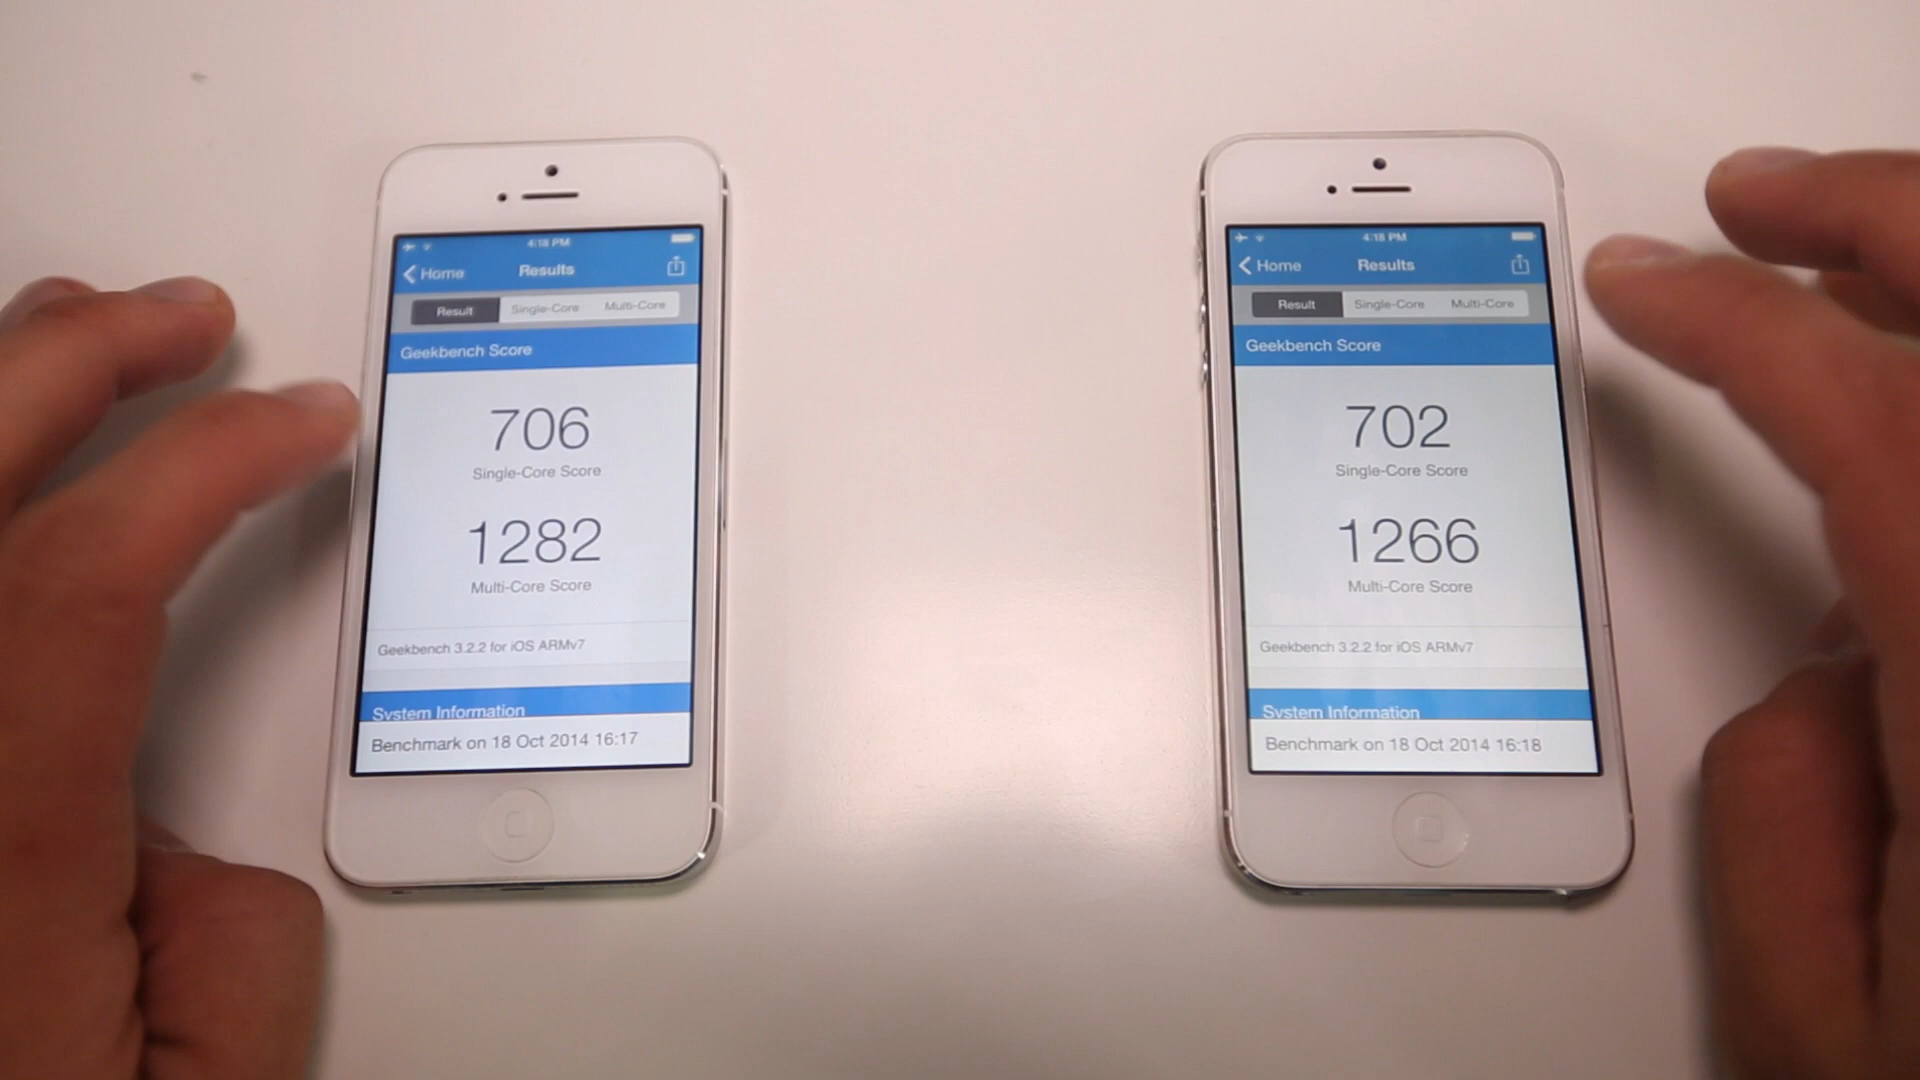 4:18 PM
Home Results
Result Single-Core Multi-Core
Geekbench Score
706
Single-Core Score
1282
Multi-Core Score
Geekbench 3.2.2 for iOS ARMv7
System Information
Benchmark on 18 Oct 2014 16:17
4:18 PM
Home Results
Result Single-Core Multi-Core
Geekbench Score
702
Single-Core Score
1266
Multi-Core Score
Geekbench 3.2.2 for iOS ARMv7
System Information
Benchmark on 18 Oct 2014 16:18